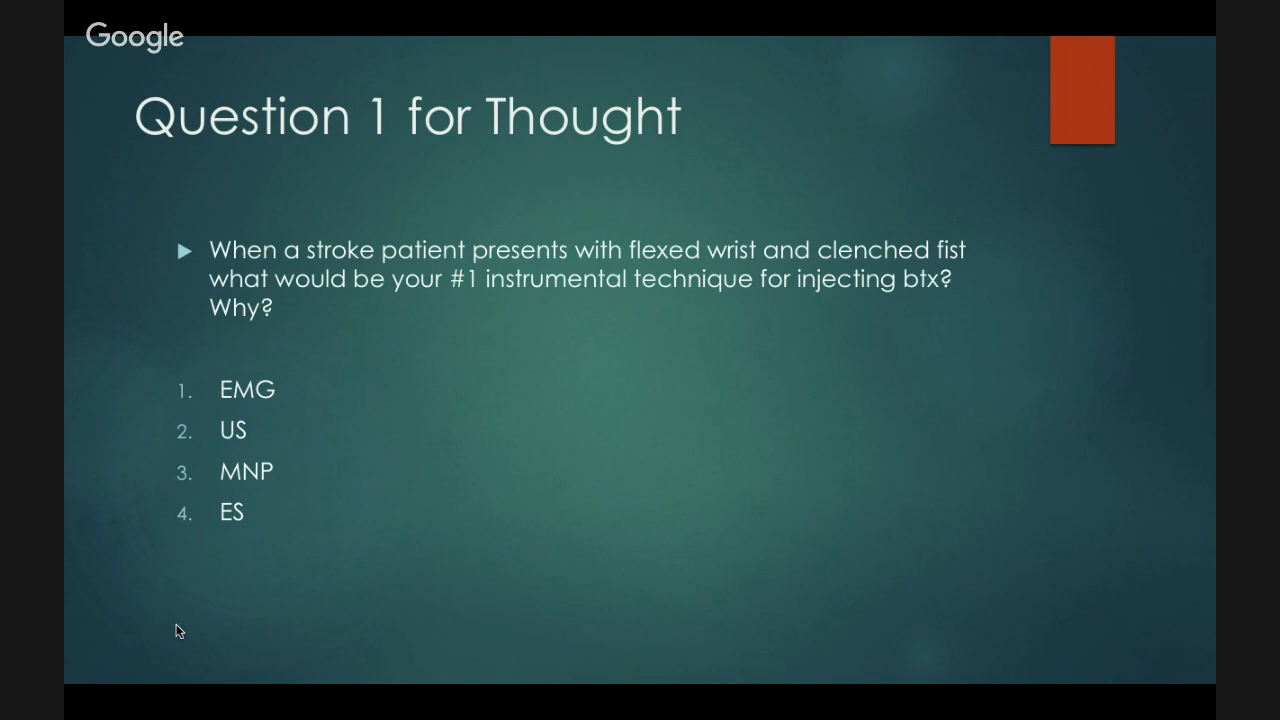 Google
Question 1 for Thought
When a stroke patient presents with flexed wrist and clenched fist
what would be your #1 instrumental technique for injecting btx?
Why?
1. EMG
2. US
3. MNP
4. ES